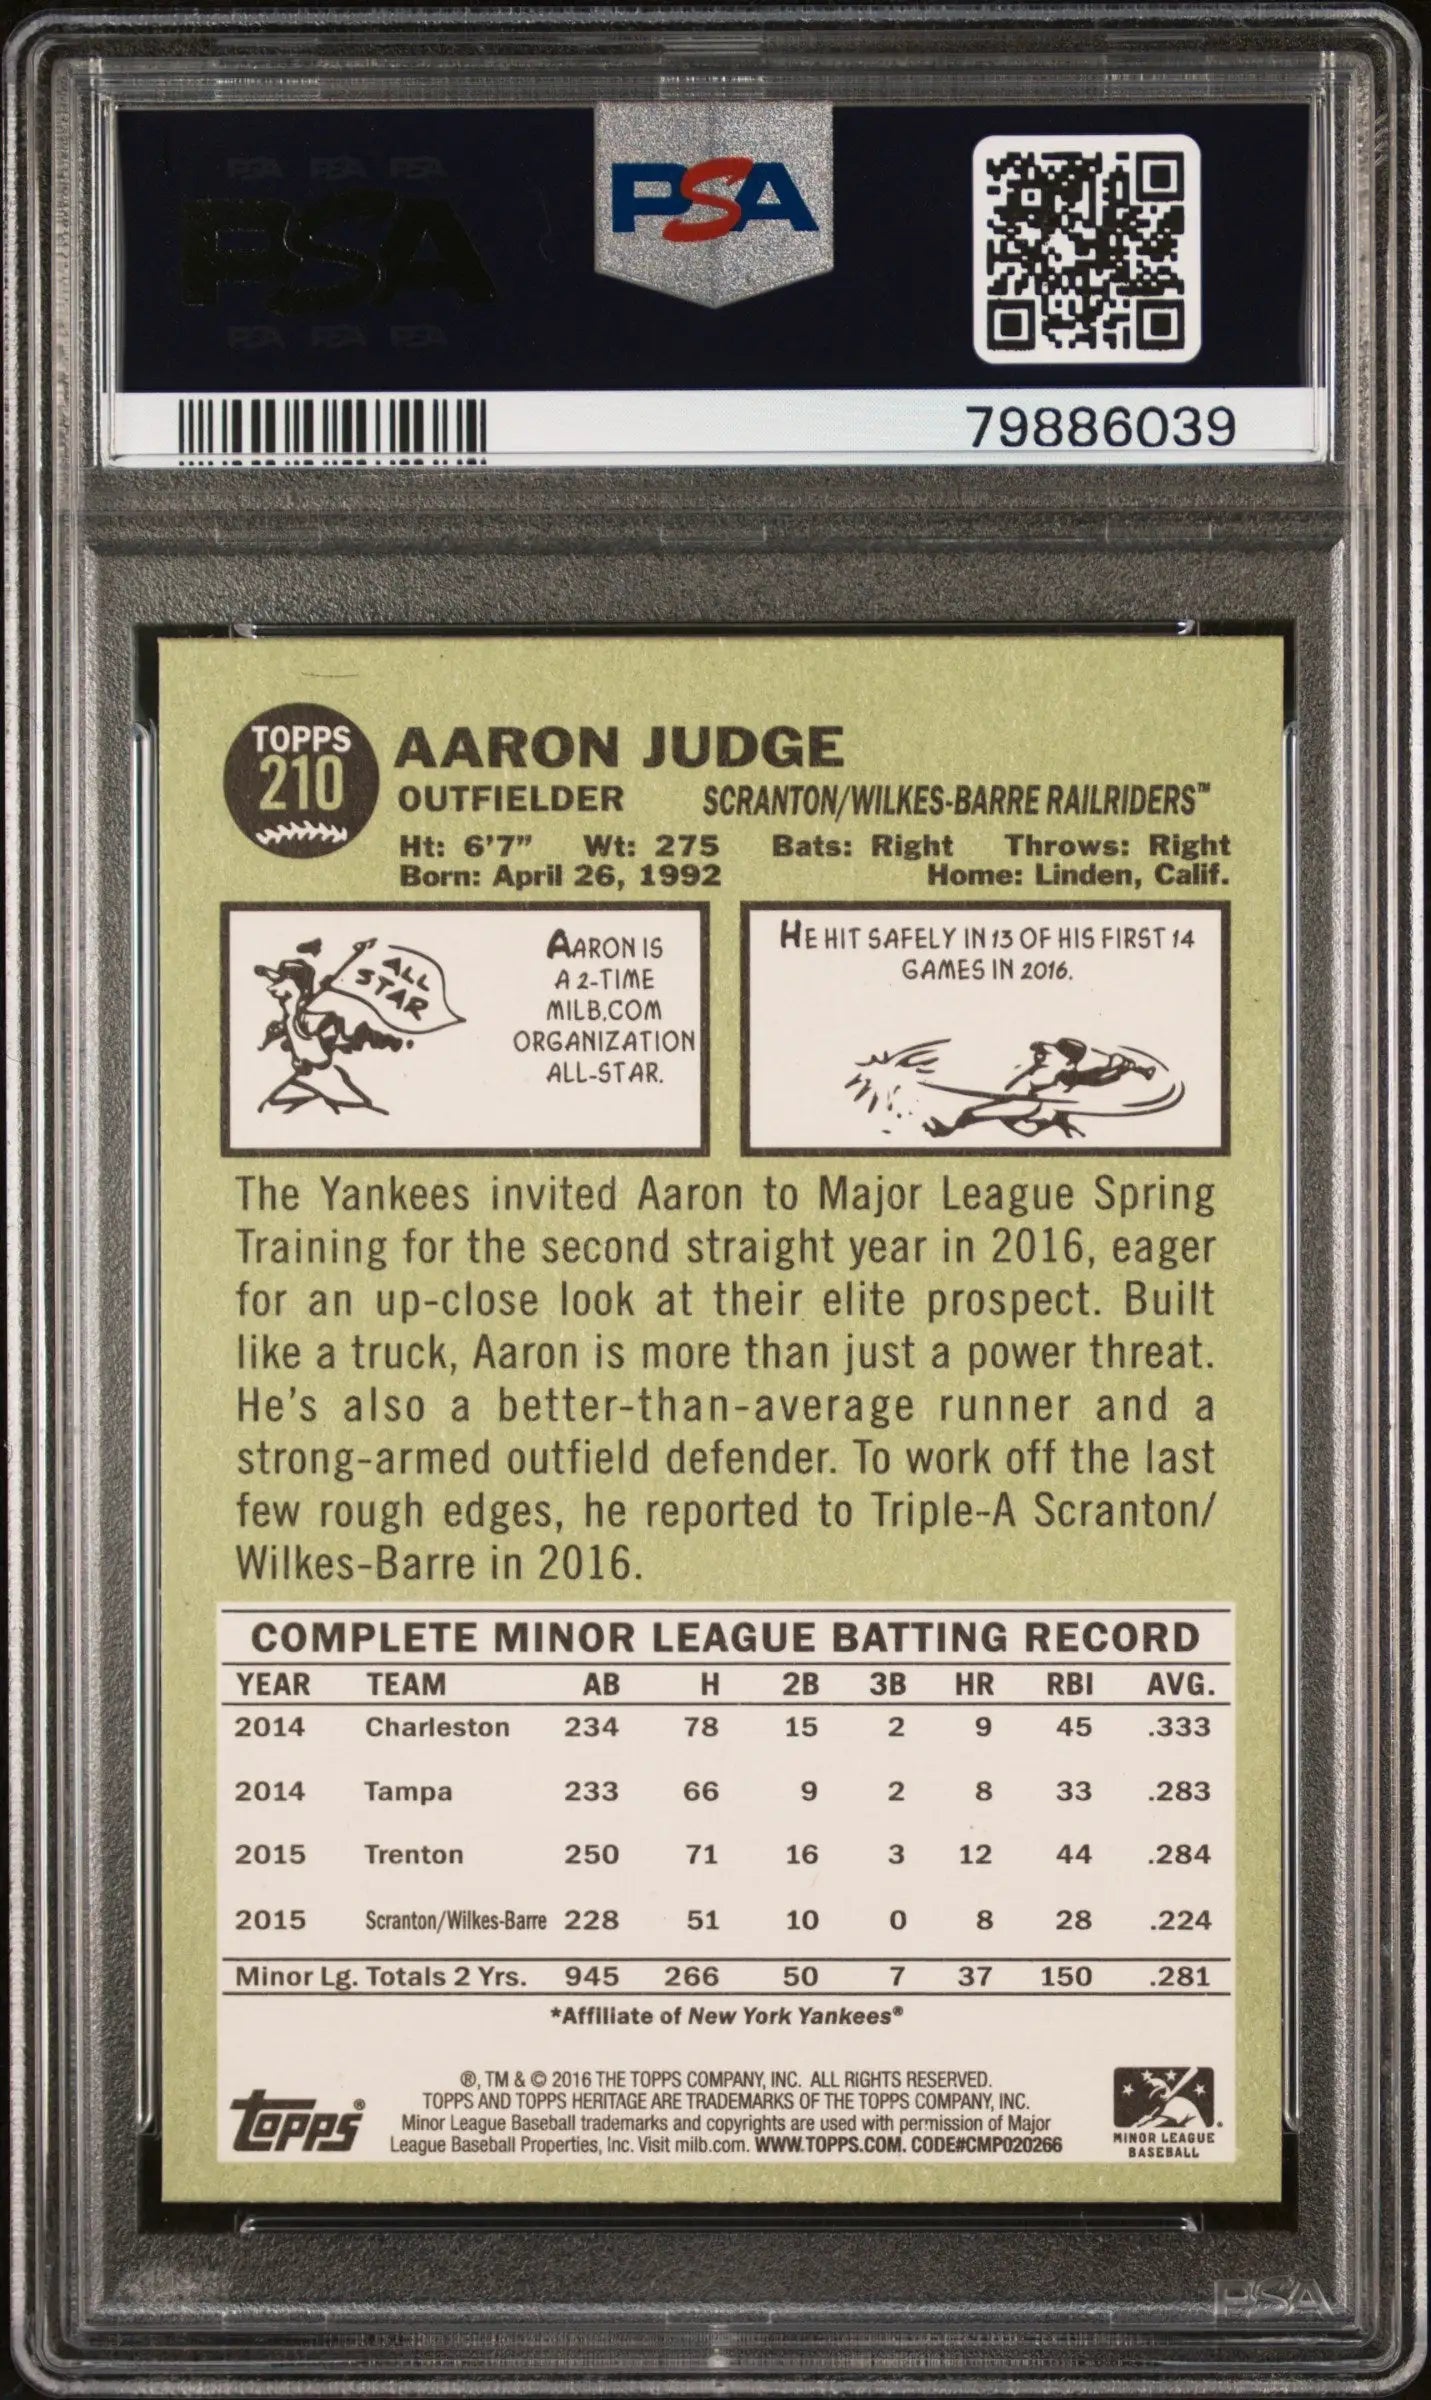 PSA PSA PSA
PSA
PSA PSA PSA
PSA
79886039
TOPPS
210
AARON JUDGE
OUTFIELDER SCRANTON/WILKES-BARRE RAILRIDERS™
Ht: 6'7" Wt: 275 Bats: Right Throws: Right
Born: April 26, 1992 Home: Linden, Calif.
ALL
STAR
AARON IS
A 2-TIME
MILB.COM
ORGANIZATION
ALL-STAR.
HE HIT SAFELY IN 13 OF HIS FIRST 14
GAMES IN 2016.
The Yankees invited Aaron to Major League Spring
Training for the second straight year in 2016, eager
for an up-close look at their elite prospect. Built
like a truck, Aaron is more than just a power threat.
He's also a better-than-average runner and a
strong-armed outfield defender. To work off the last
few rough edges, he reported to Triple-A Scranton/
Wilkes-Barre in 2016.
COMPLETE MINOR LEAGUE BATTING RECORD
YEAR TEAM AB H 2B 3B HR RBI AVG.
2014 Charleston 234 78 15 2 9 45 .333
2014 Tampa 233 66 9 2 8 33 .283
2015 Trenton 250 71 16 3 12 44 .284
2015 Scranton/Wilkes-Barre 228 51 10 0 8 28 .224
Minor Lg. Totals 2 Yrs. 945 266 50 7 37 150 .281
*Affiliate of New York Yankees®
®, TM & © 2016 THE TOPPS COMPANY, INC. ALL RIGHTS RESERVED.
TOPPS AND TOPPS HERITAGE ARE TRADEMARKS OF THE TOPPS COMPANY, INC.
Minor League Baseball trademarks and copyrights are used with permission of Major
League Baseball Properties, Inc. Visit milb.com. WWW.TOPPS.COM. CODE#CMP020266
topps®
MINOR LEAGUE
BASEBALL
PSA